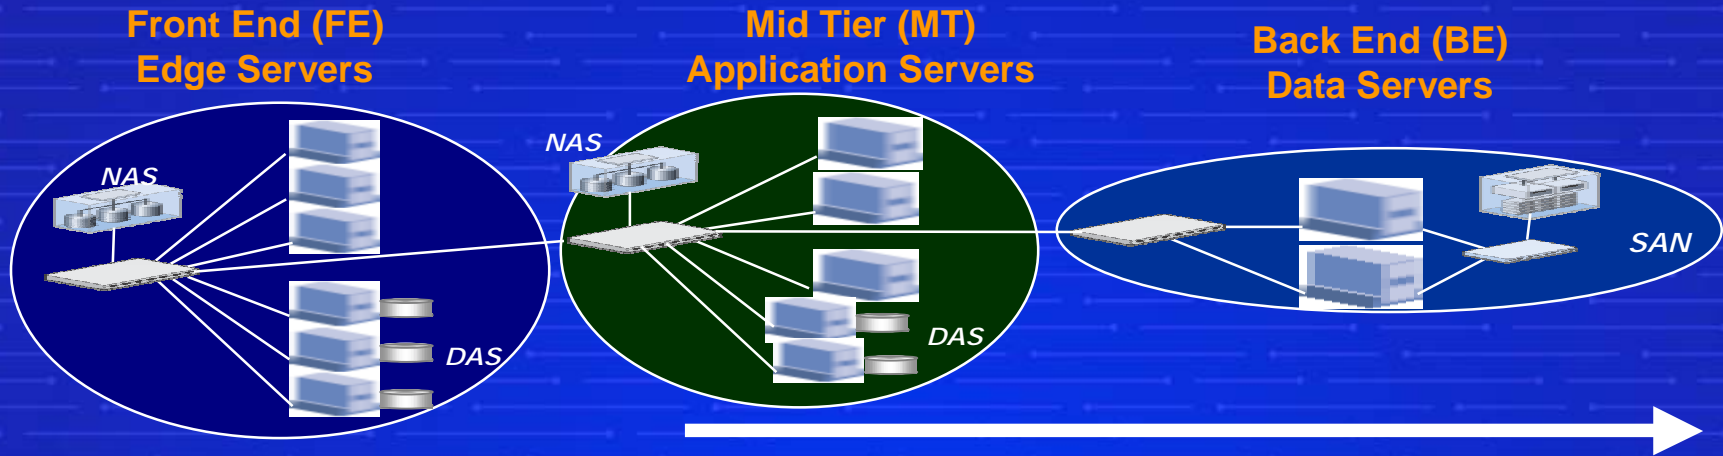 Front End (FE)
Edge Servers
Mid Tier (MT)
Application Servers
Back End (BE)
Data Servers
NAS
NAS
SAN
DAS
DAS